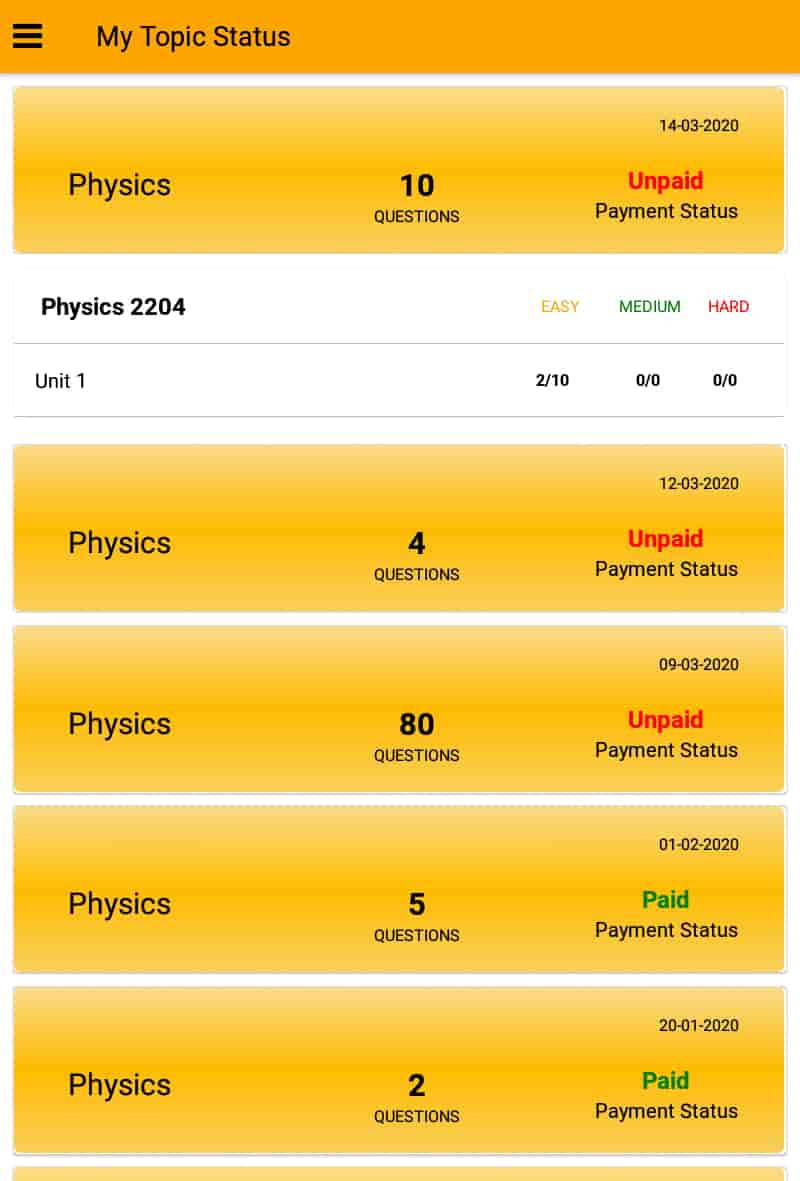 My Topic Status
14-03-2020
Physics 10 Unpaid
QUESTIONS Payment Status
Physics 2204 EASY MEDIUM HARD
Unit 1 2/10 0/0 0/0
12-03-2020
Physics 4 Unpaid
QUESTIONS Payment Status
09-03-2020
Physics 80 Unpaid
QUESTIONS Payment Status
01-02-2020
Physics 5 Paid
QUESTIONS Payment Status
20-01-2020
Physics 2 Paid
QUESTIONS Payment Status